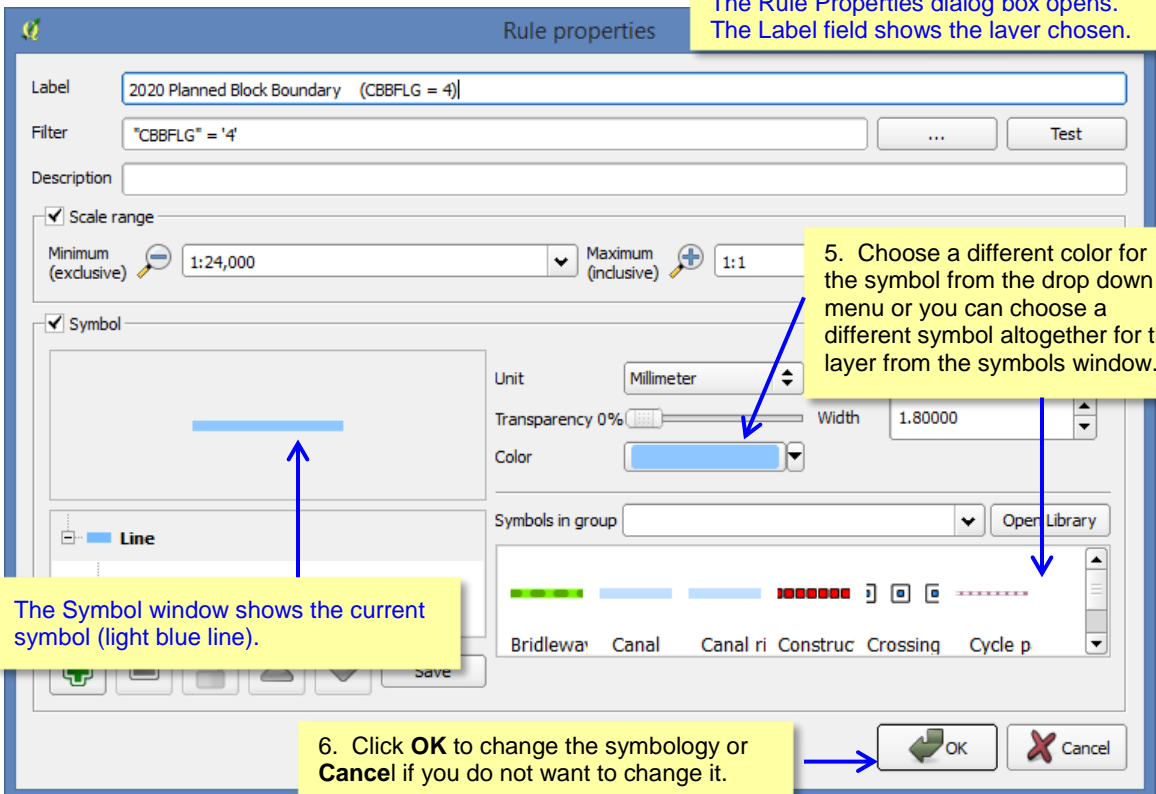 The Rule Properties dialog box opens.
The Label field shows the layer chosen.
Rule properties
Label 2020 Planned Block Boundary (CBBFLG = 4)
Filter "CBBFLG" = '4' ... Test
Description
Scale range
Minimum (exclusive) 1:24,000 Maximum (inclusive) 1:1
5. Choose a different color for
the symbol from the drop down
menu or you can choose a
different symbol altogether for t
layer from the symbols window.
Symbol
Unit Millimeter
Transparency 0% Width 1.80000
Color
Symbols in group Open Library
Line
The Symbol window shows the current
symbol (light blue line).
Bridleway Canal Canal ri Construc Crossing Cycle p
Save
6. Click OK to change the symbology or
Cancel if you do not want to change it.
OK Cancel